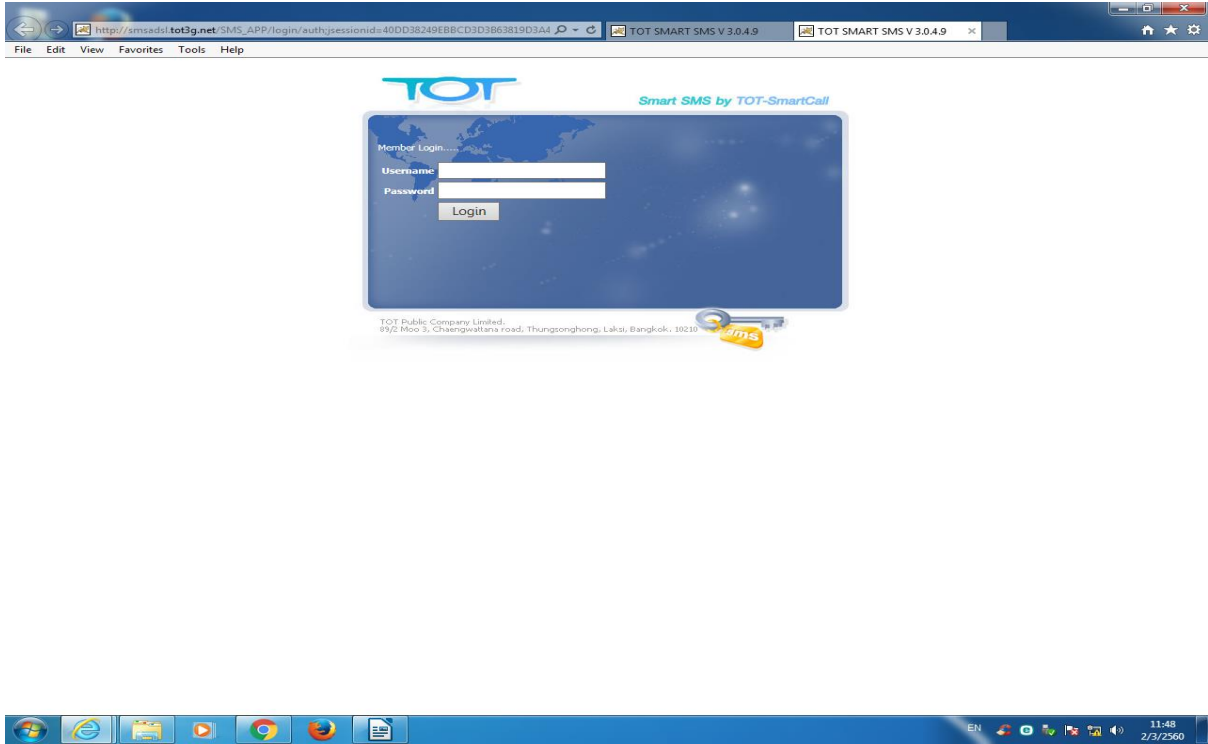 http://smsadsl.tot3g.net/SMS_APP/login/auth;jsessionid=40DD38249EBBCD3D3B63819D3A4
TOT SMART SMS V 3.0.4.9
TOT SMART SMS V 3.0.4.9
File Edit View Favorites Tools Help
TOT
Smart SMS by TOT-SmartCall
Member Login.....
Username
Password
Login
TOT Public Company Limited.
89/2 Moo 3, Chaengwattana road, Thungsonghong, Laksi, Bangkok. 10210
sms
EN
11:48
2/3/2560